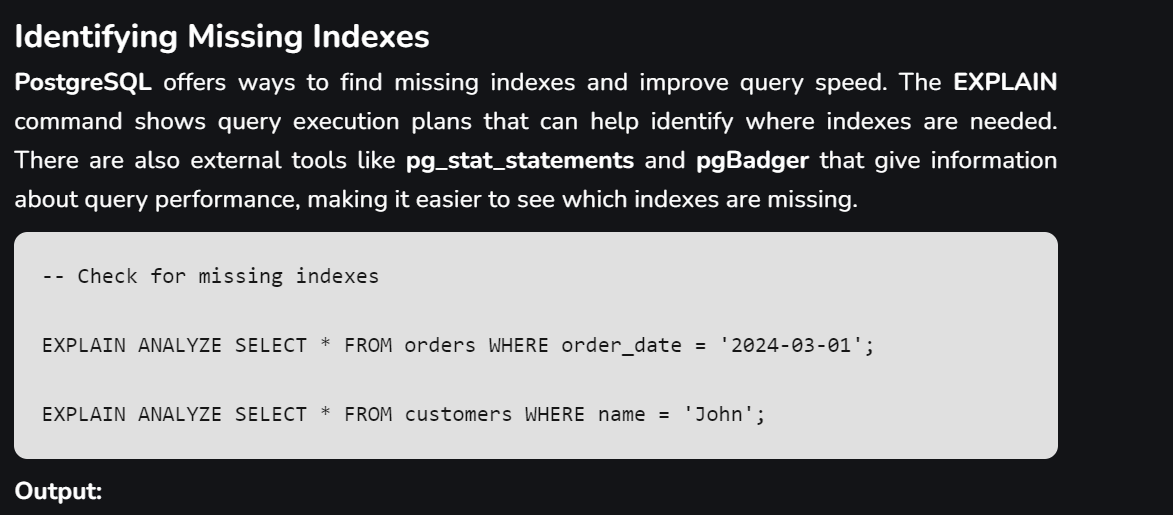 Identifying Missing Indexes
PostgreSQL offers ways to find missing indexes and improve query speed. The EXPLAIN
command shows query execution plans that can help identify where indexes are needed.
There are also external tools like pg_stat_statements and pgBadger that give information
about query performance, making it easier to see which indexes are missing.
-- Check for missing indexes
EXPLAIN ANALYZE SELECT * FROM orders WHERE order_date = '2024-03-01';
EXPLAIN ANALYZE SELECT * FROM customers WHERE name = 'John';
Output: